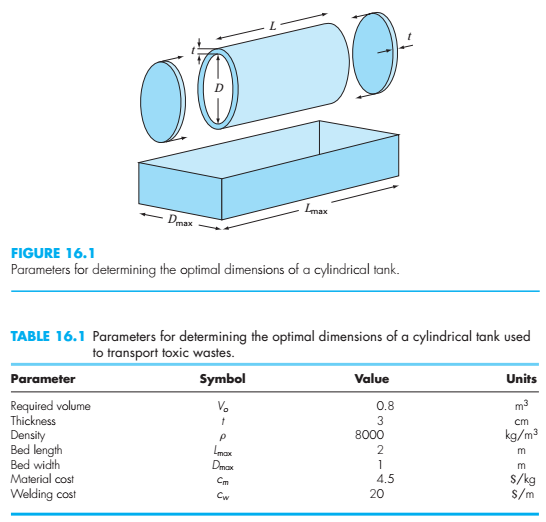 L
t
t
D
Lmax
Dmax
FIGURE 16.1
Parameters for determining the optimal dimensions of a cylindrical tank.
TABLE 16.1 Parameters for determining the optimal dimensions of a cylindrical tank used
to transport toxic wastes.
Parameter Symbol Value Units
Required volume Vo 0.8 m³
Thickness t 3 cm
Density ρ 8000 kg/m³
Bed length Lmax 2 m
Bed width Dmax 1 m
Material cost cm 4.5 $/kg
Welding cost cw 20 $/m